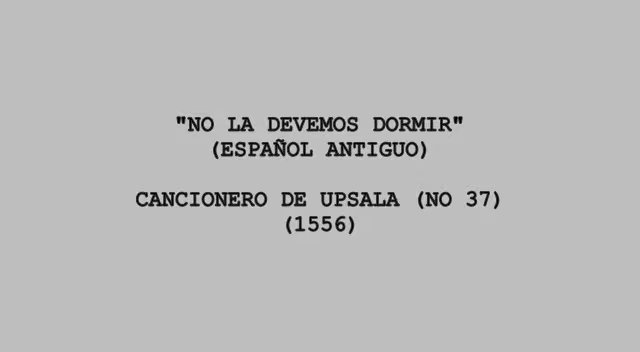 "NO LA DEVEMOS DORMIR"
(ESPAÑOL ANTIGUO)
CANCIONERO DE UPSALA (NO 37)
(1556)